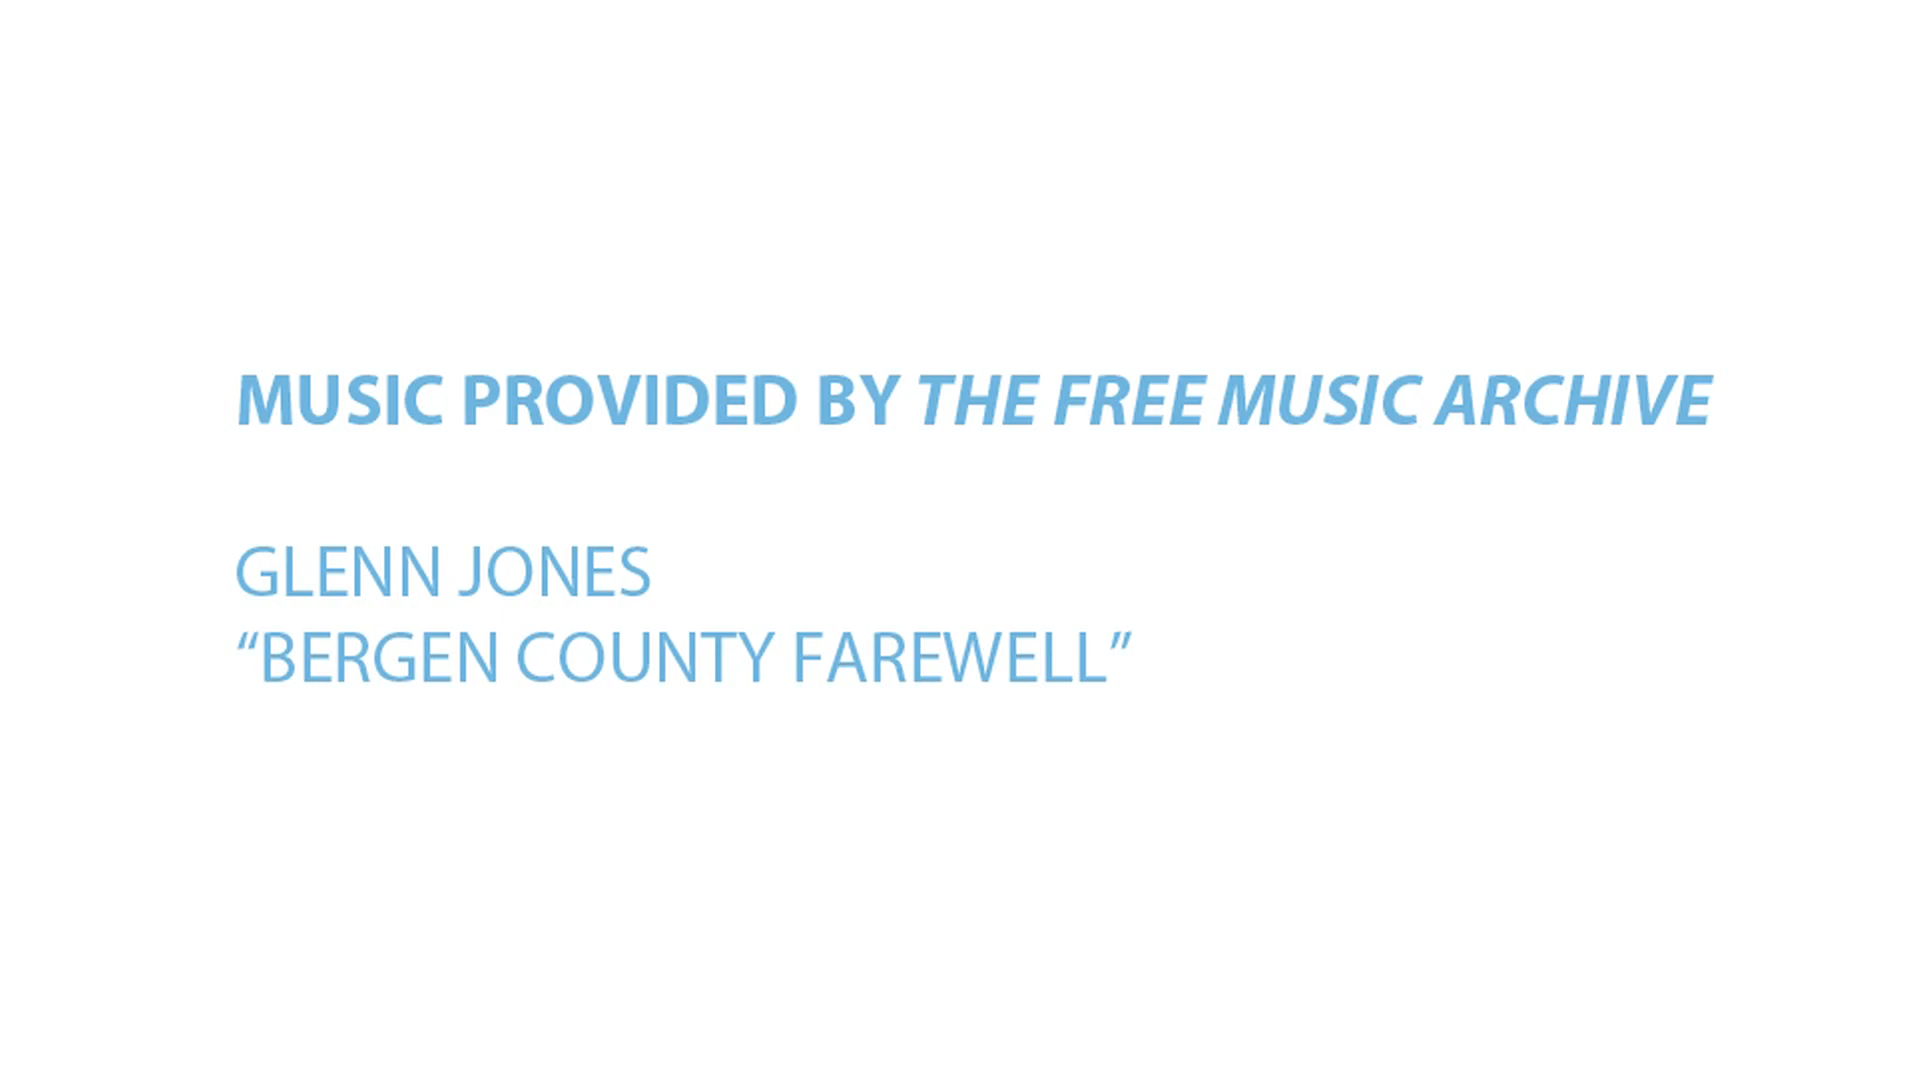 MUSIC PROVIDED BY THE FREE MUSIC ARCHIVE
GLENN JONES
“BERGEN COUNTY FAREWELL”